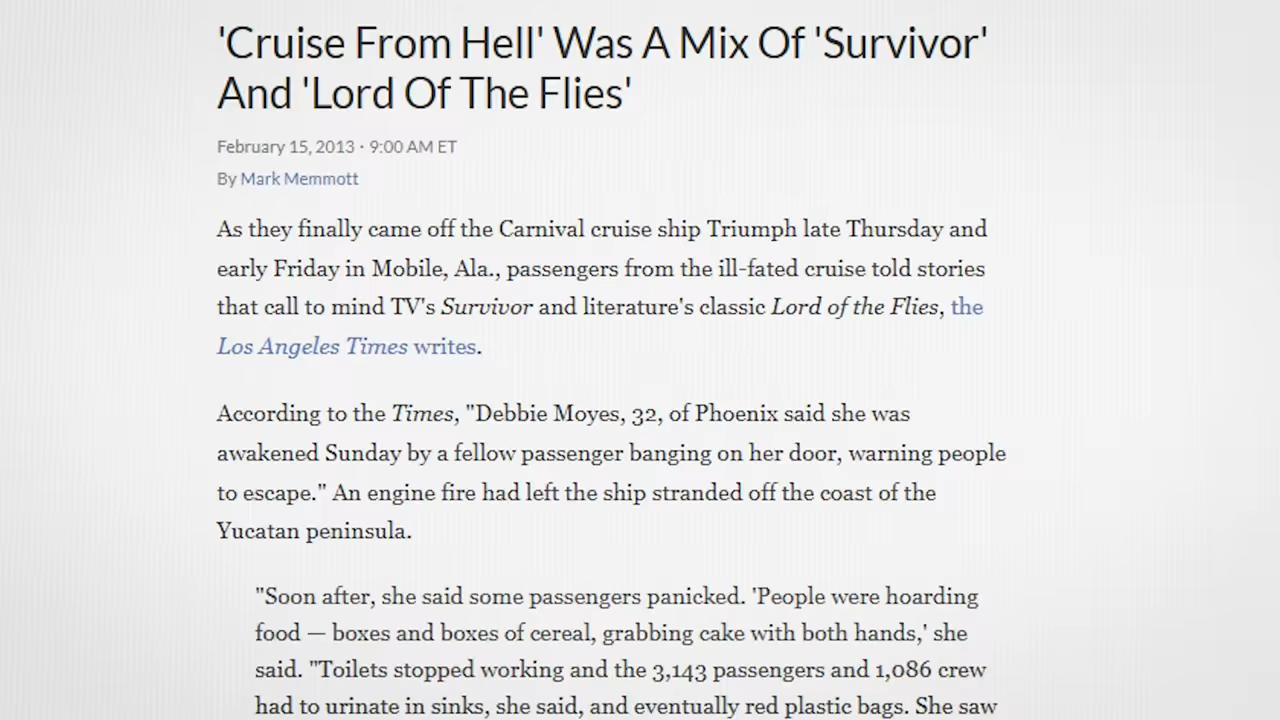 'Cruise From Hell' Was A Mix Of 'Survivor'
And 'Lord Of The Flies'
February 15, 2013 · 9:00 AM ET
By Mark Memmott
As they finally came off the Carnival cruise ship Triumph late Thursday and
early Friday in Mobile, Ala., passengers from the ill-fated cruise told stories
that call to mind TV's Survivor and literature's classic Lord of the Flies, the
Los Angeles Times writes.
According to the Times, "Debbie Moyes, 32, of Phoenix said she was
awakened Sunday by a fellow passenger banging on her door, warning people
to escape." An engine fire had left the ship stranded off the coast of the
Yucatan peninsula.
"Soon after, she said some passengers panicked. 'People were hoarding
food — boxes and boxes of cereal, grabbing cake with both hands,' she
said. "Toilets stopped working and the 3,143 passengers and 1,086 crew
had to urinate in sinks, she said, and eventually red plastic bags. She saw